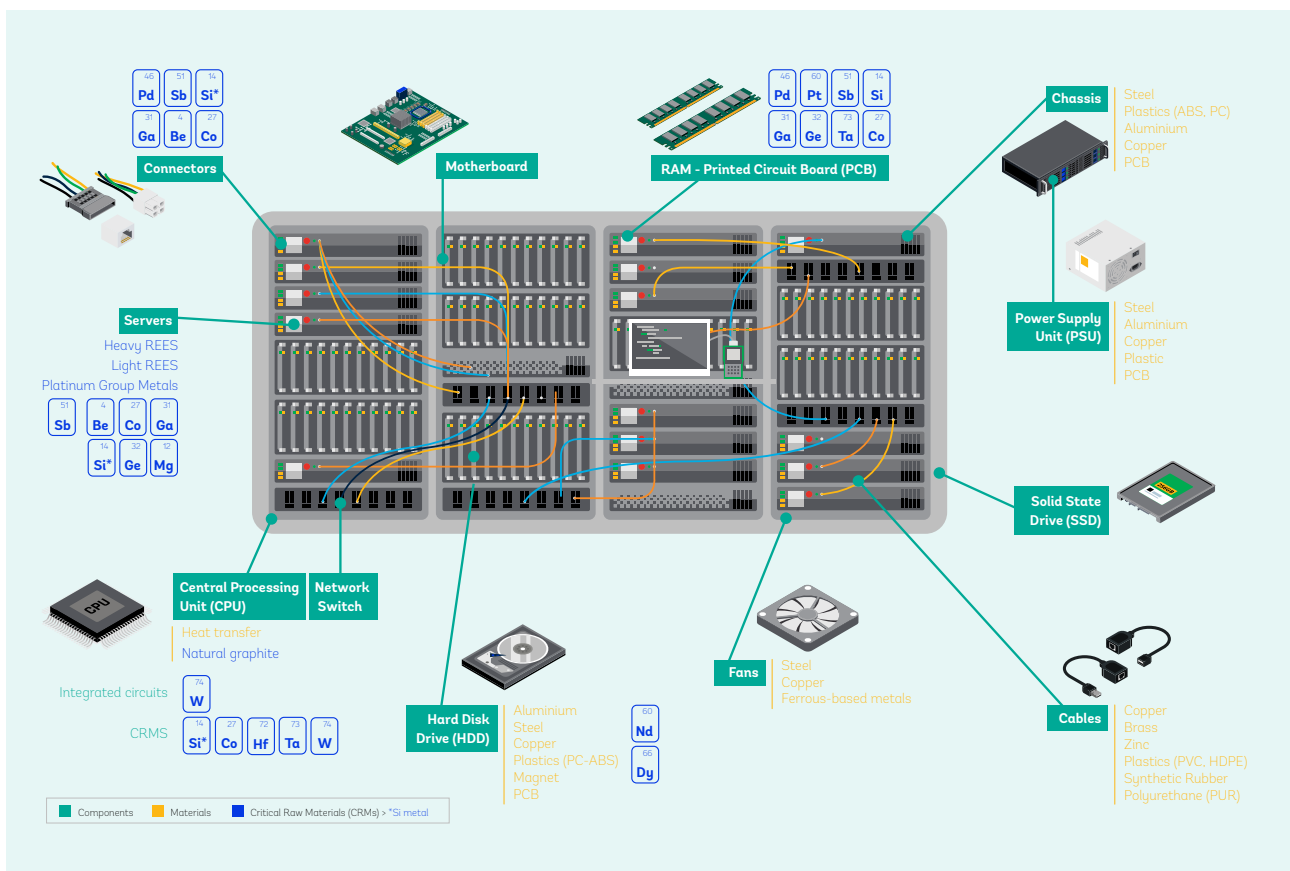 46 51 14
Pd Sb Si*
31 4 27
Ga Be Co
Connectors
Motherboard
46 60 51 14
Pd Pt Sb Si
31 32 73 27
Ga Ge Ta Co
RAM - Printed Circuit Board (PCB)
Chassis
Steel
Plastics (ABS, PC)
Aluminium
Copper
PCB
Servers
Heavy REES
Light REES
Platinum Group Metals
51 4 27 31
Sb Be Co Ga
14 32 12
Si* Ge Mg
Power Supply
Unit (PSU)
Steel
Aluminium
Copper
Plastic
PCB
Solid State
Drive (SSD)
CPU
Central Processing
Unit (CPU)
Heat transfer
Natural graphite
Network
Switch
Integrated circuits
74
W
CRMS
14 27 72 73 74
Si* Co Hf Ta W
Hard Disk
Drive (HDD)
Aluminium
Steel
Copper
Plastics (PC-ABS)
Magnet
PCB
60
Nd
66
Dy
Fans
Steel
Copper
Ferrous-based metals
Cables
Copper
Brass
Zinc
Plastics (PVC, HDPE)
Synthetic Rubber
Polyurethane (PUR)
Components Materials Critical Raw Materials (CRMs) > *Si metal